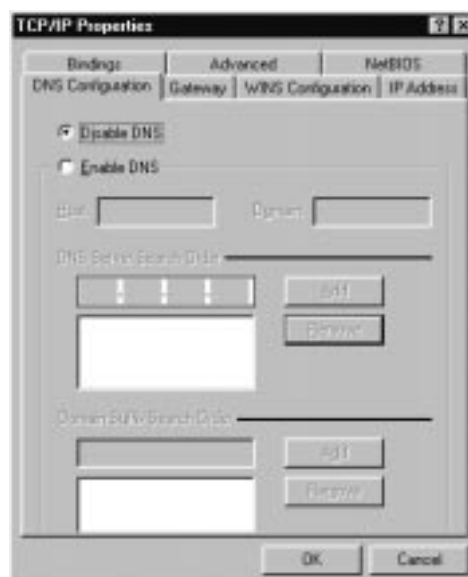 TCP/IP Properties
Bindings Advanced NetBIOS
DNS Configuration Gateway WINS Configuration IP Address
Disable DNS
Enable DNS
Host: Domain:
DNS Server Search Order
Add
Remove
Domain Suffix Search Order
Add
Remove
OK Cancel